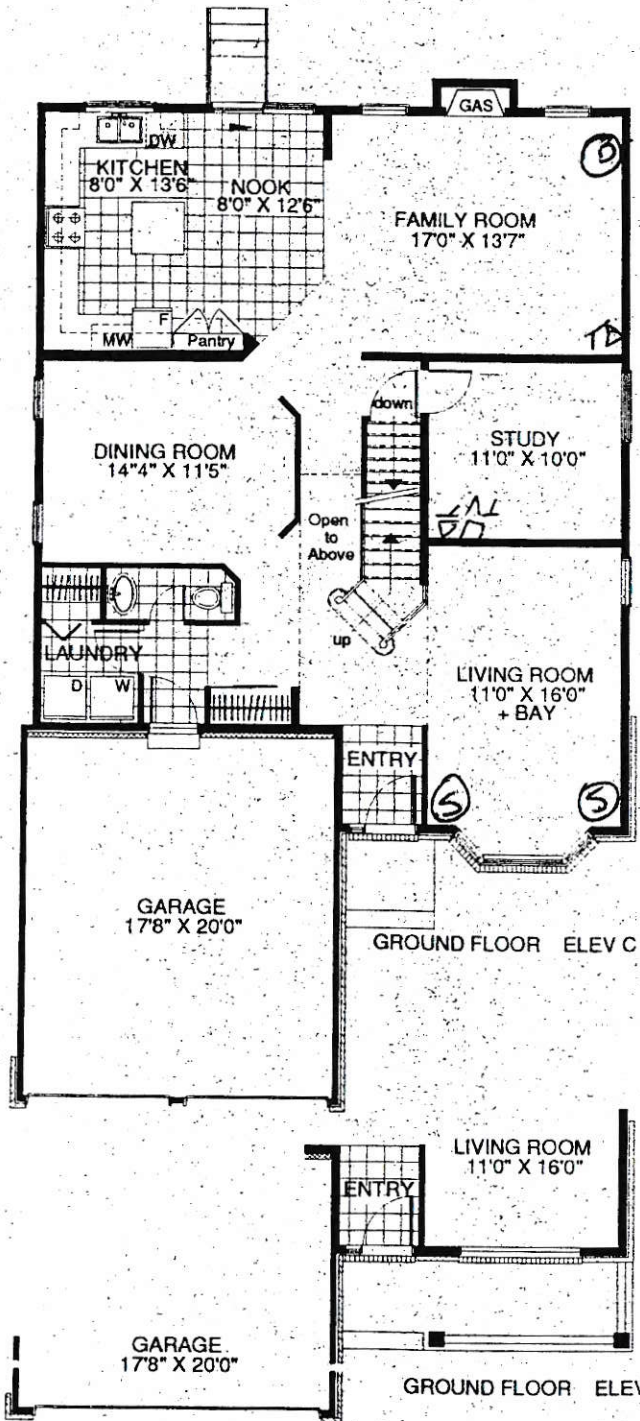 GAS
DW
KITCHEN
8'0" X 13'6"
NOOK
8'0" X 12'6"
FAMILY ROOM
17'0" X 13'7"
F
MW
Pantry
down
DINING ROOM
14'4" X 11'5"
STUDY
11'0" X 10'0"
Open
to
Above
up
LAUNDRY
D W
LIVING ROOM
11'0" X 16'0"
+ BAY
ENTRY
S S
GARAGE
17'8" X 20'0"
GROUND FLOOR ELEV C
LIVING ROOM
11'0" X 16'0"
ENTRY
GARAGE
17'8" X 20'0"
GROUND FLOOR ELEV